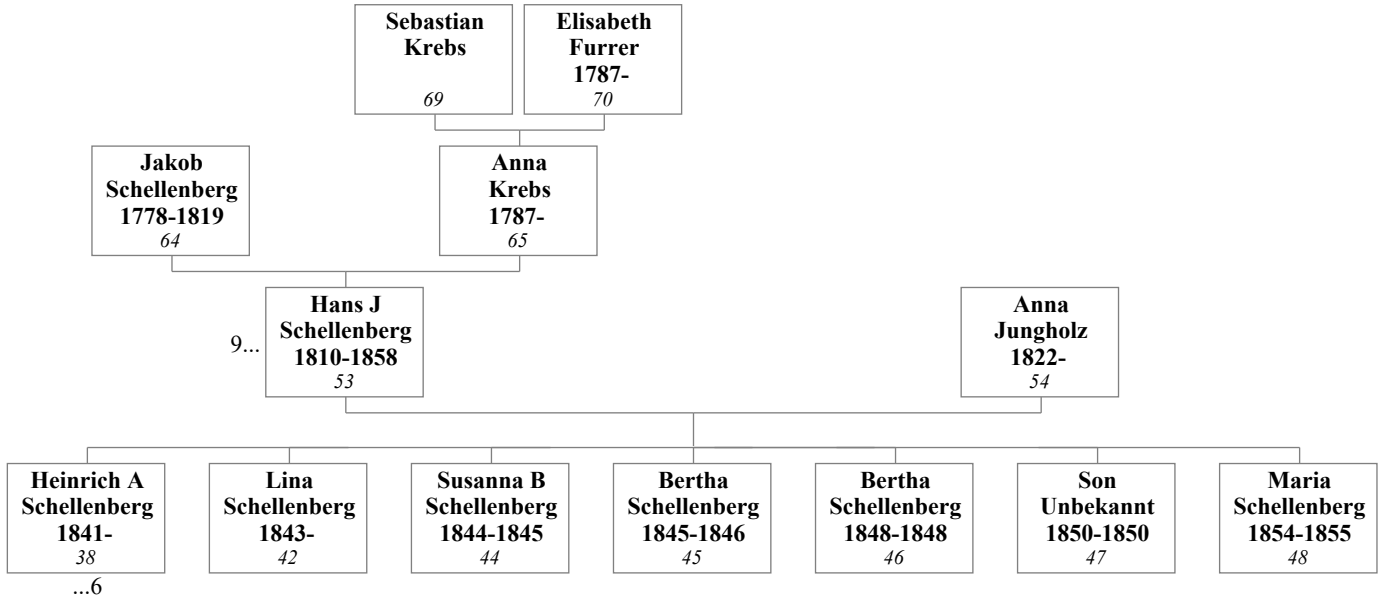 Sebastian
Krebs
69
Elisabeth
Furrer
1787-
70
Jakob
Schellenberg
1778-1819
64
Anna
Krebs
1787-
65
9...
Hans J
Schellenberg
1810-1858
53
Anna
Jungholz
1822-
54
Heinrich A
Schellenberg
1841-
38
...6
Lina
Schellenberg
1843-
42
Susanna B
Schellenberg
1844-1845
44
Bertha
Schellenberg
1845-1846
45
Bertha
Schellenberg
1848-1848
46
Son
Unbekannt
1850-1850
47
Maria
Schellenberg
1854-1855
48